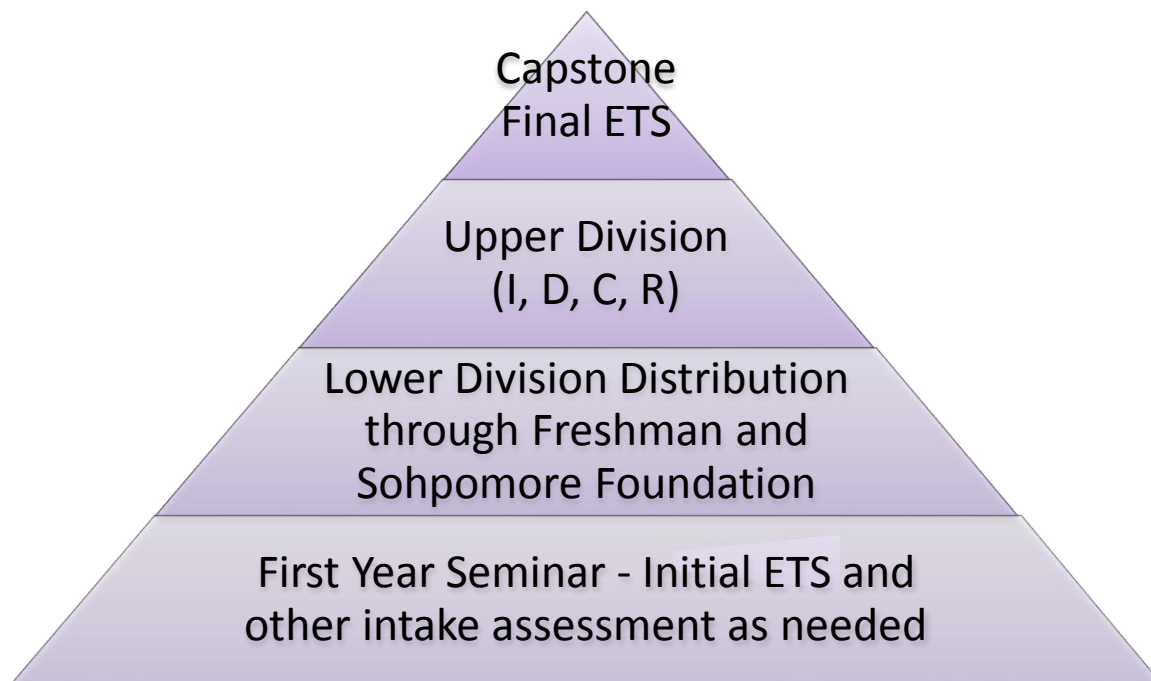 Capstone
Final ETS
Upper Division
(I, D, C, R)
Lower Division Distribution
through Freshman and
Sohpomore Foundation
First Year Seminar - Initial ETS and
other intake assessment as needed